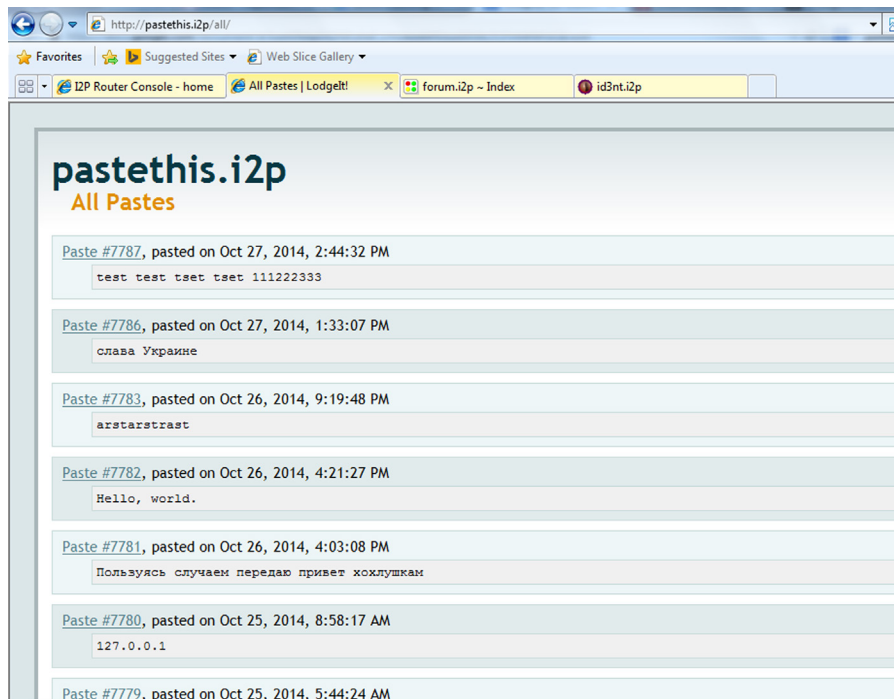 http://pastethis.i2p/all/
Favorites Suggested Sites Web Slice Gallery
I2P Router Console - home All Pastes | LodgeIt! forum.i2p ~ Index id3nt.i2p
pastethis.i2p
All Pastes
Paste #7787, pasted on Oct 27, 2014, 2:44:32 PM
test test tset tset 111222333
Paste #7786, pasted on Oct 27, 2014, 1:33:07 PM
слава Украине
Paste #7783, pasted on Oct 26, 2014, 9:19:48 PM
arstarstrast
Paste #7782, pasted on Oct 26, 2014, 4:21:27 PM
Hello, world.
Paste #7781, pasted on Oct 26, 2014, 4:03:08 PM
Пользуясь случаем передаю привет хохлушкам
Paste #7780, pasted on Oct 25, 2014, 8:58:17 AM
127.0.0.1
Paste #7779, pasted on Oct 25, 2014, 5:44:24 AM